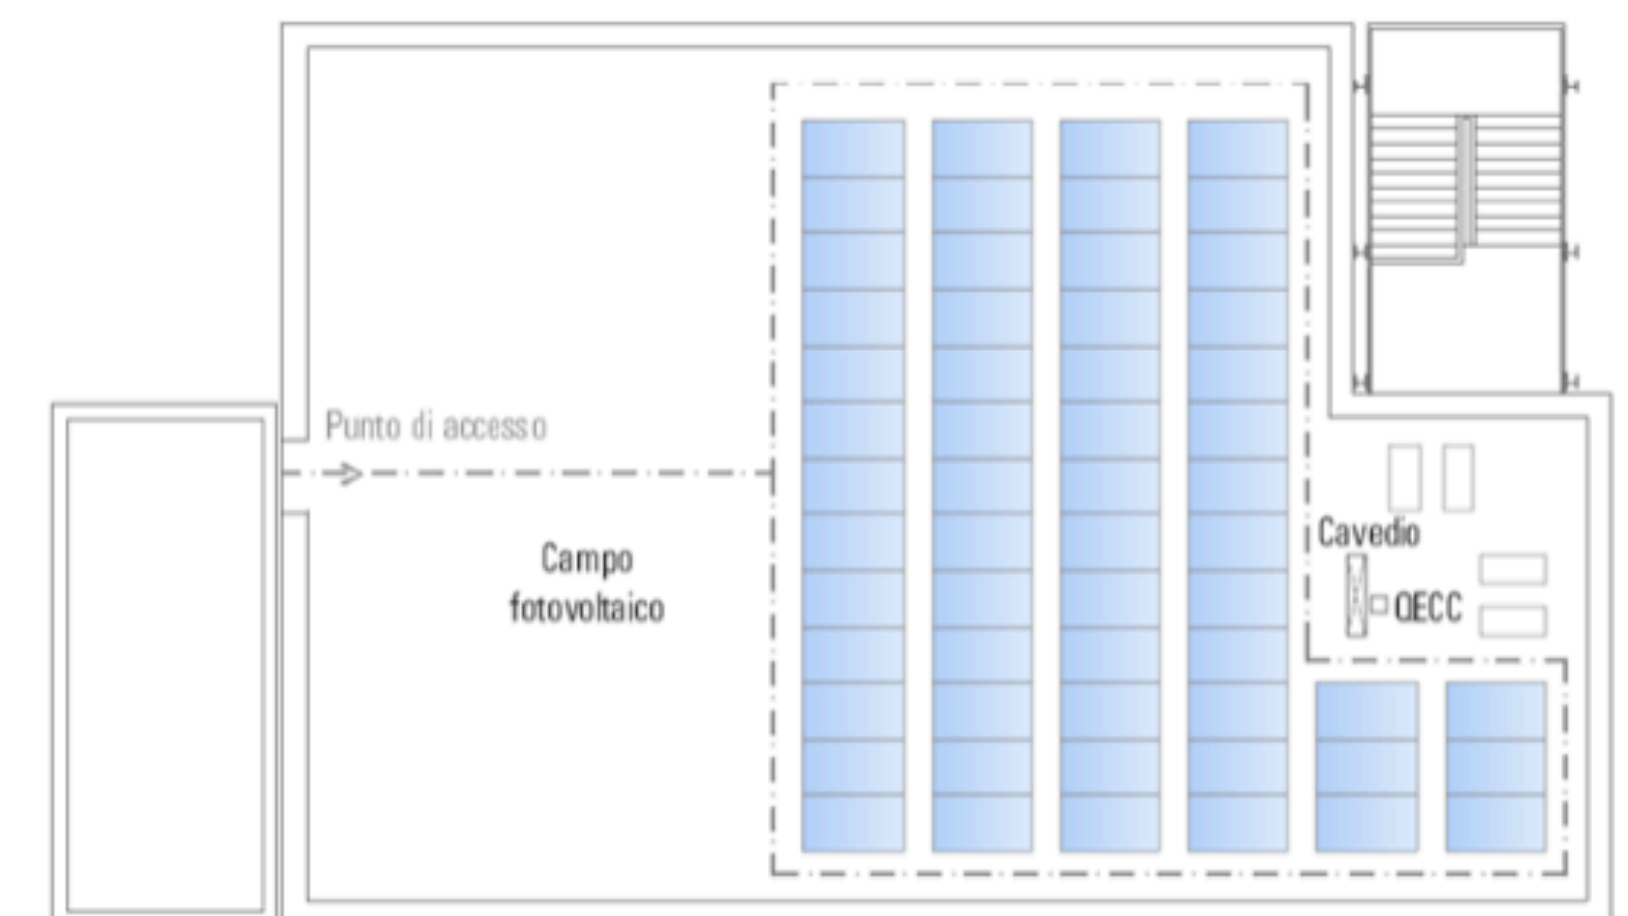 Punto di accesso
Campo
fotovoltaico
Cavedio
QECC